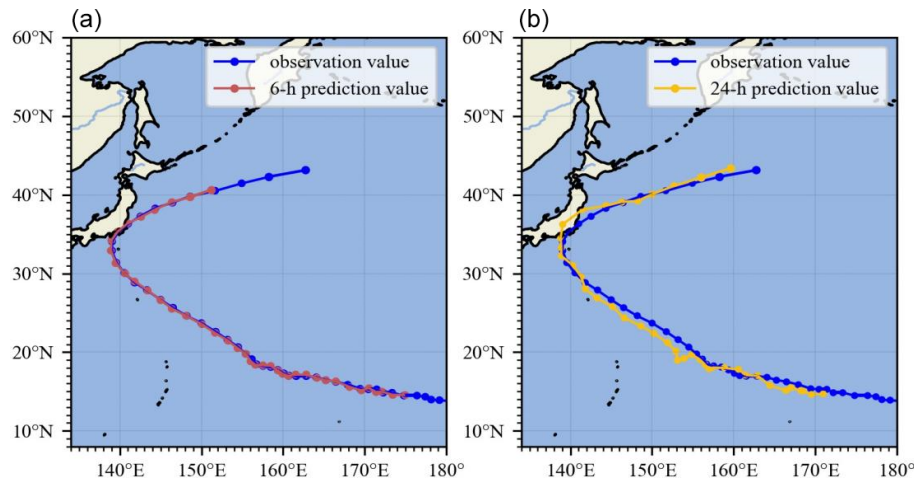 (a)
(b)
60°N
50°N
40°N
30°N
20°N
10°N
observation value
6-h prediction value
140°E
150°E
160°E
170°E
180°
60°N
50°N
40°N
30°N
20°N
10°N
observation value
24-h prediction value
140°E
150°E
160°E
170°E
180°